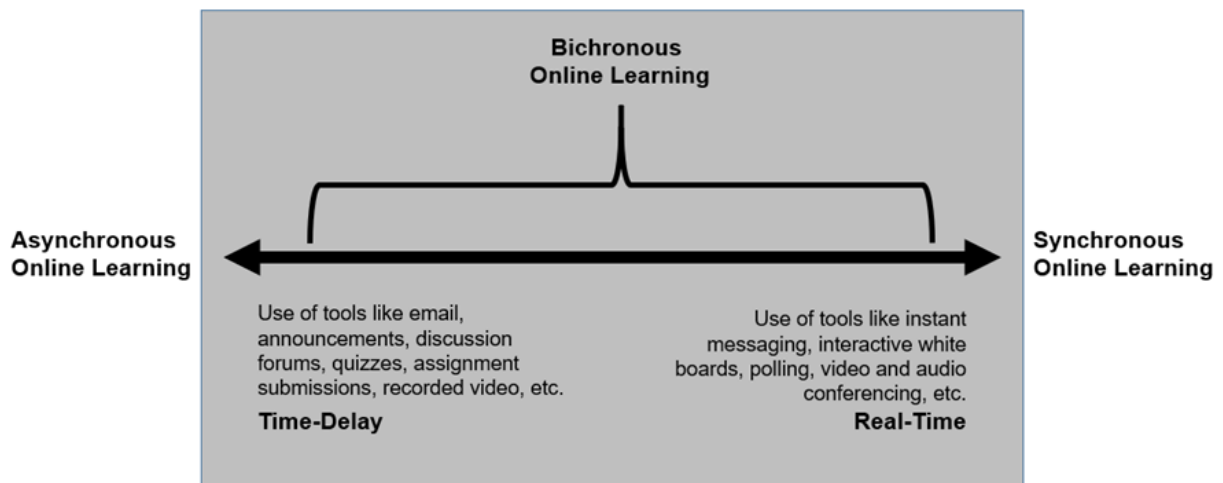 Bichronous
Online Learning
Asynchronous
Online Learning
Synchronous
Online Learning
Use of tools like email,
announcements, discussion
forums, quizzes, assignment
submissions, recorded video, etc.
Time-Delay
Use of tools like instant
messaging, interactive white
boards, polling, video and audio
conferencing, etc.
Real-Time